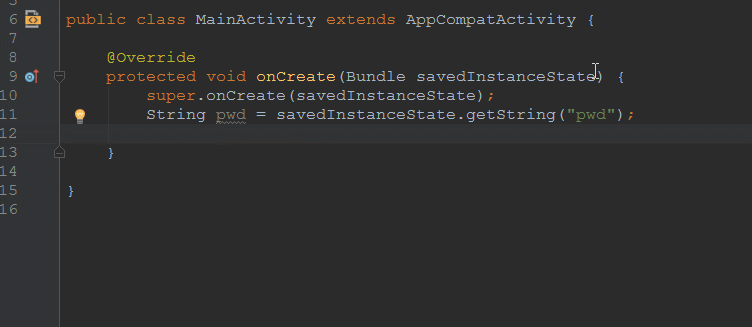 6 public class MainActivity extends AppCompatActivity {
7
8 @Override
9 protected void onCreate(Bundle savedInstanceState) {
10 super.onCreate(savedInstanceState);
11 String pwd = savedInstanceState.getString("pwd");
12
13 }
14
15 }
16